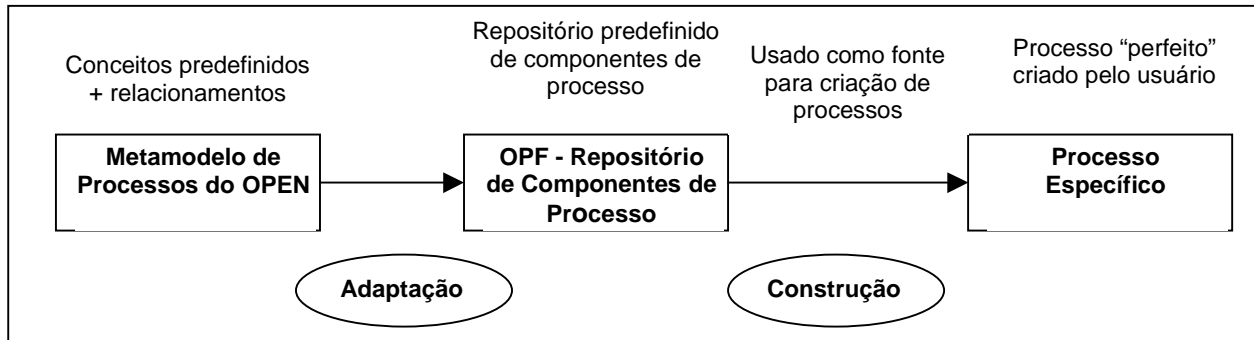 Conceitos predefinidos
+ relacionamentos
Repositório predefinido
de componentes de
processo
Usado como fonte
para criação de
processos
Processo “perfeito”
criado pelo usuário
Metamodelo de
Processos do OPEN
OPF - Repositório
de Componentes de
Processo
Processo
Específico
Adaptação
Construção